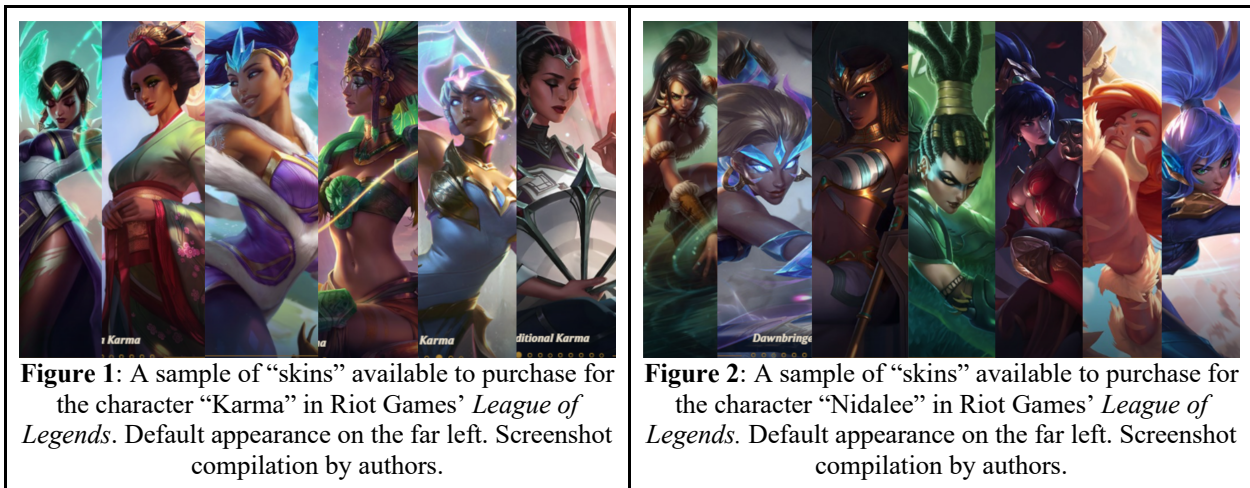 Karma
Karma
ditional Karma
Dawnbringe
Figure 1: A sample of “skins” available to purchase for
the character “Karma” in Riot Games’ League of
Legends. Default appearance on the far left. Screenshot
compilation by authors.
Figure 2: A sample of “skins” available to purchase for
the character “Nidalee” in Riot Games’ League of
Legends. Default appearance on the far left. Screenshot
compilation by authors.